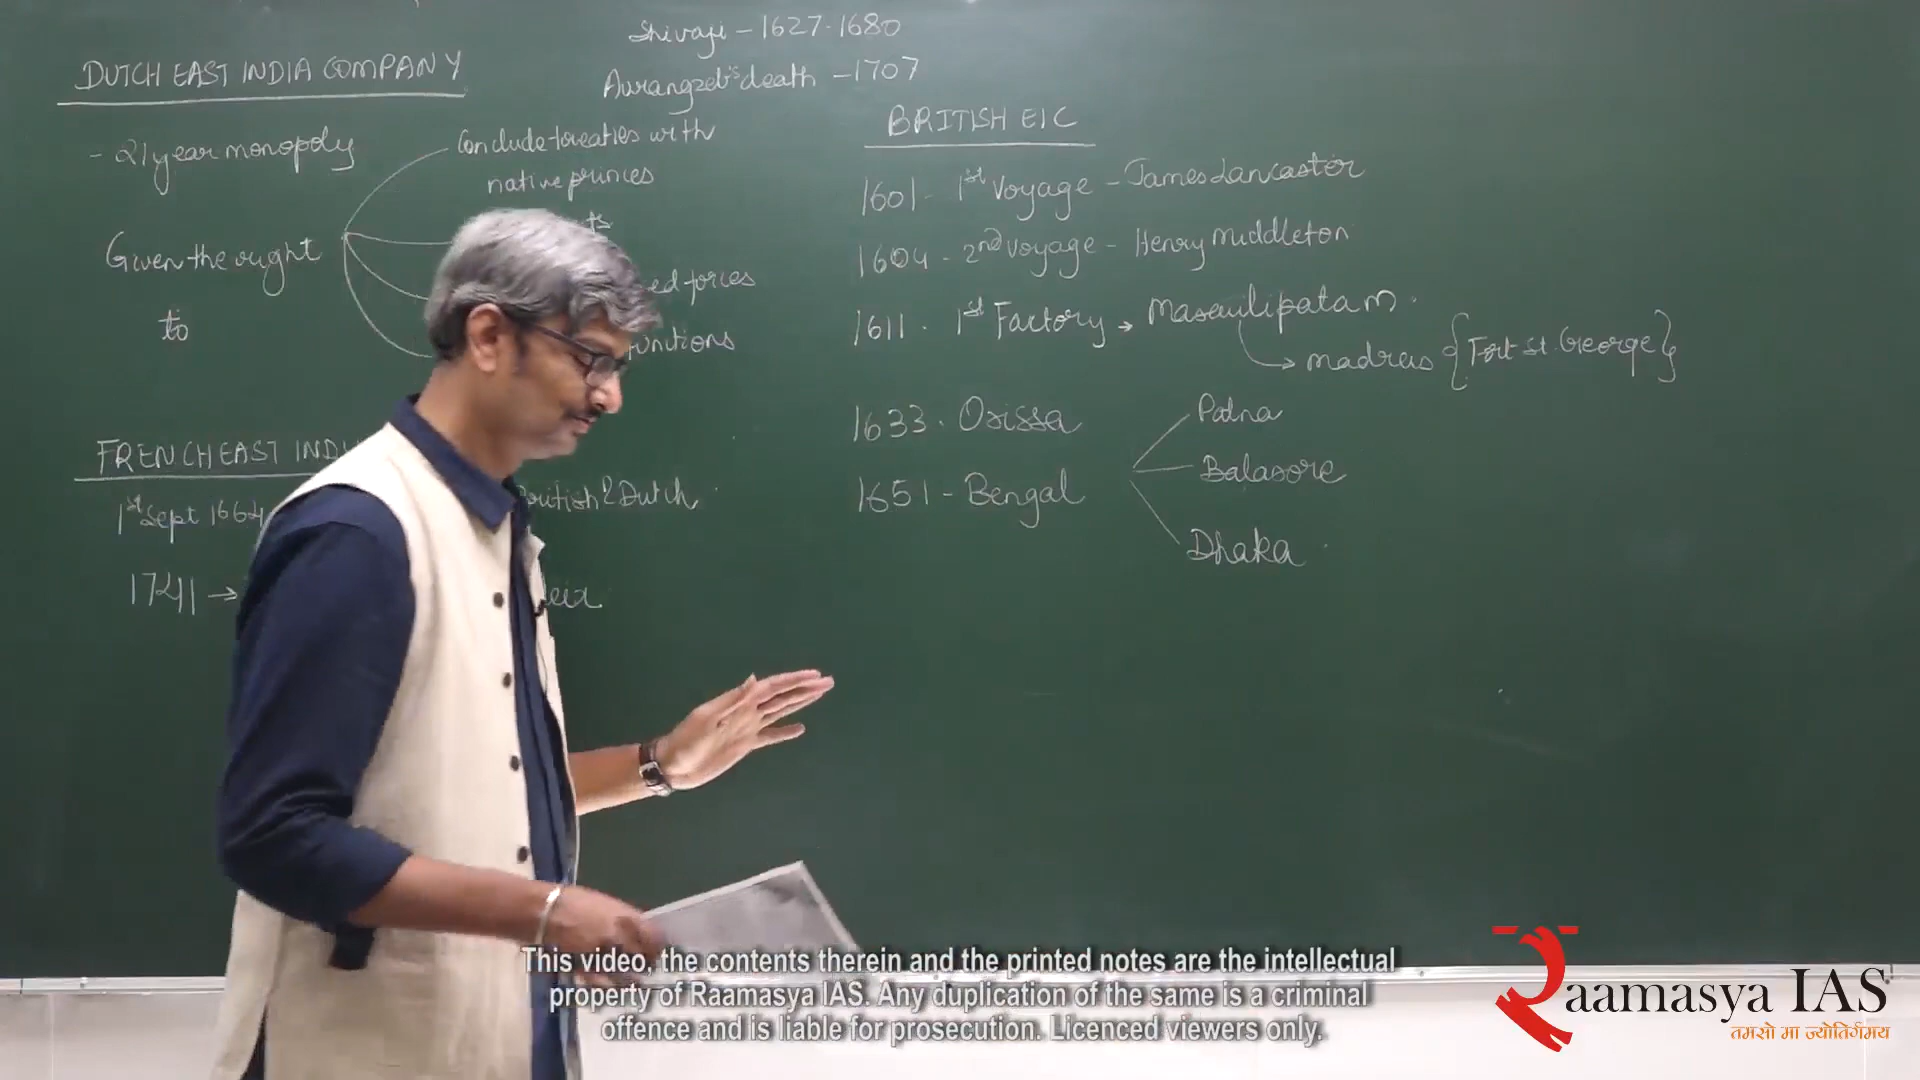 Shivaji - 1627-1680
Aurangzeb's death - 1707
DUTCH EAST INDIA COMPANY
- 21 year monopoly
Given the right
to
Conclude treaties with
native princes
forces
FRENCH EAST
1st Sept 1664
British & Dutch
1741 →
BRITISH EIC
1601 - 1st Voyage - James Lancaster
1604 - 2nd Voyage - Henry Middleton
1611 - 1st Factory → Masaulipatam
→ Madras {Fort St. George}
1633 - Orissa
1651 - Bengal
Patna
Balasore
Dhaka
This video, the contents therein and the printed notes are the intellectual
property of Raamasya IAS. Any duplication of the same is a criminal
offence and is liable for prosecution. Licenced viewers only.
Raamasya IAS
तमसो मा ज्योतिर्गमय